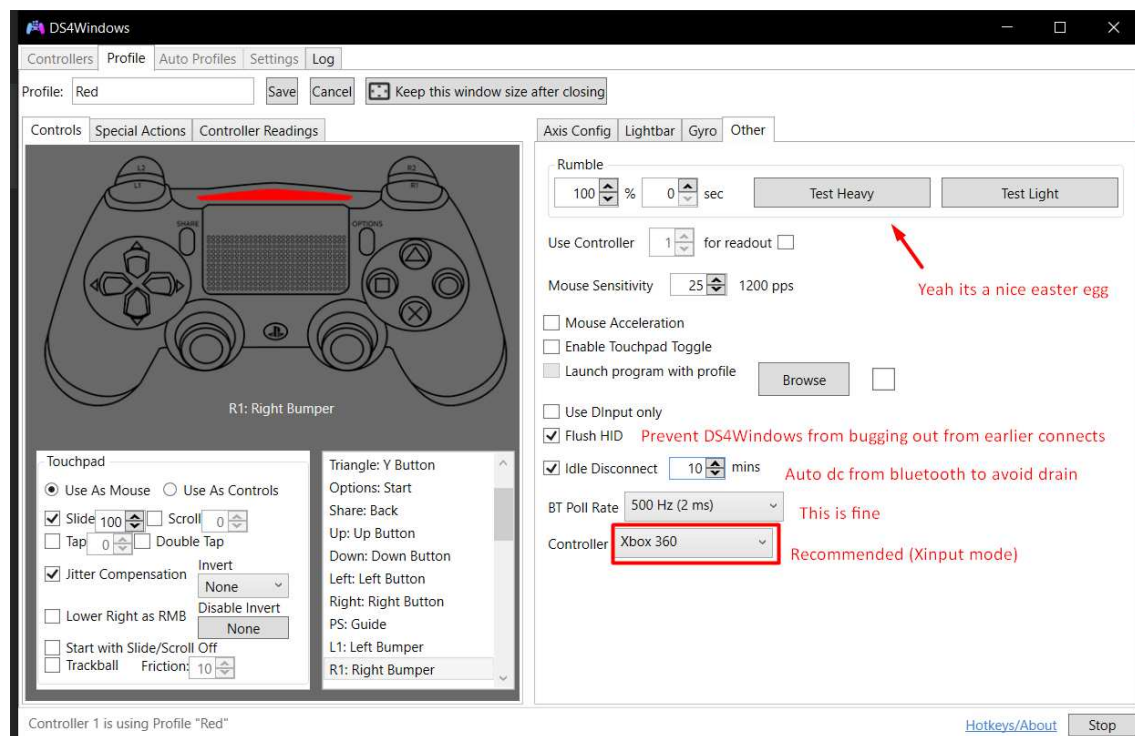 DS4Windows
Controllers Profile Auto Profiles Settings Log
Profile: Red Save Cancel Keep this window size after closing
Controls Special Actions Controller Readings
L2 R2
L1 R1
SHARE OPTIONS
R1: Right Bumper
Touchpad
Use As Mouse Use As Controls
Slide 100 Scroll 0
Tap 0 Double Tap
Jitter Compensation Invert
None
Lower Right as RMB Disable Invert
None
Start with Slide/Scroll Off
Trackball Friction: 10
Triangle: Y Button
Options: Start
Share: Back
Up: Up Button
Down: Down Button
Left: Left Button
Right: Right Button
PS: Guide
L1: Left Bumper
R1: Right Bumper
Axis Config Lightbar Gyro Other
Rumble
100 % 0 sec Test Heavy Test Light
Use Controller 1 for readout
Yeah its a nice easter egg
Mouse Sensitivity 25 1200 pps
Mouse Acceleration
Enable Touchpad Toggle
Launch program with profile Browse
Use DInput only
Flush HID Prevent DS4Windows from bugging out from earlier connects
Idle Disconnect 10 mins Auto dc from bluetooth to avoid drain
BT Poll Rate 500 Hz (2 ms) This is fine
Controller Xbox 360 Recommended (Xinput mode)
Controller 1 is using Profile "Red" Hotkeys/About Stop